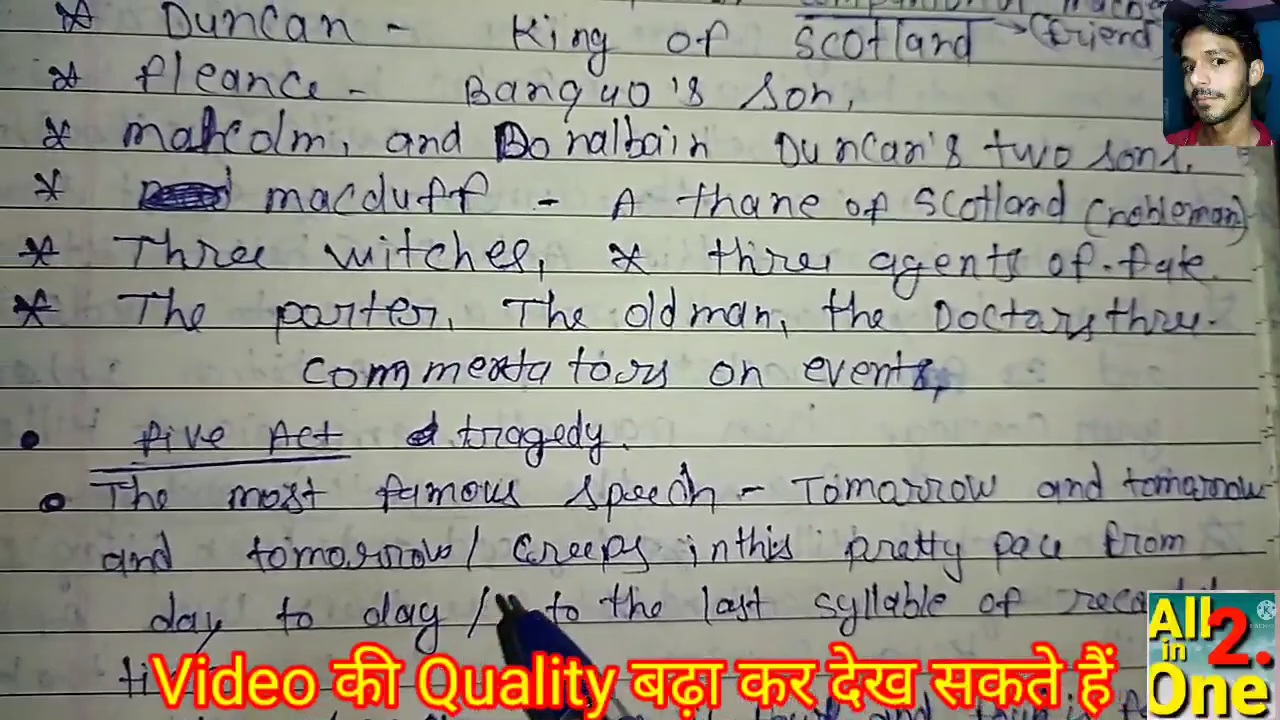 * Duncan - King of Scotland → (friend)
* fleance - Banquo's son,
* malcolm, and Donalbain Duncan's two sons.
* macduff - A thane of Scotland (nobleman)
* Three witches, * three agents of fate
* The porter, The old man, the Doctors three.
commentators on events,
• five Act tragedy.
• The most famous speech - Tomorrow and tomorrow
and tomorrow / creeps in this pretty pace from
day to day / to the last syllable of
Video की Quality बढ़ा कर देख सकते हैं
All 2.
in
One